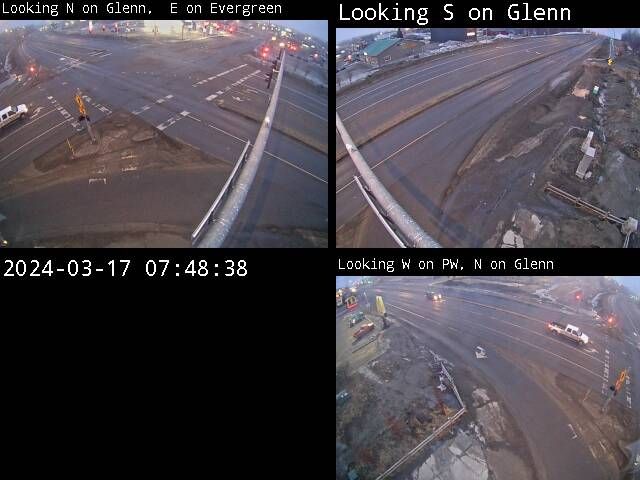 Looking N on Glenn,  E on Evergreen
Looking S on Glenn
2024-03-17 07:48:38
Looking W on PW, N on Glenn